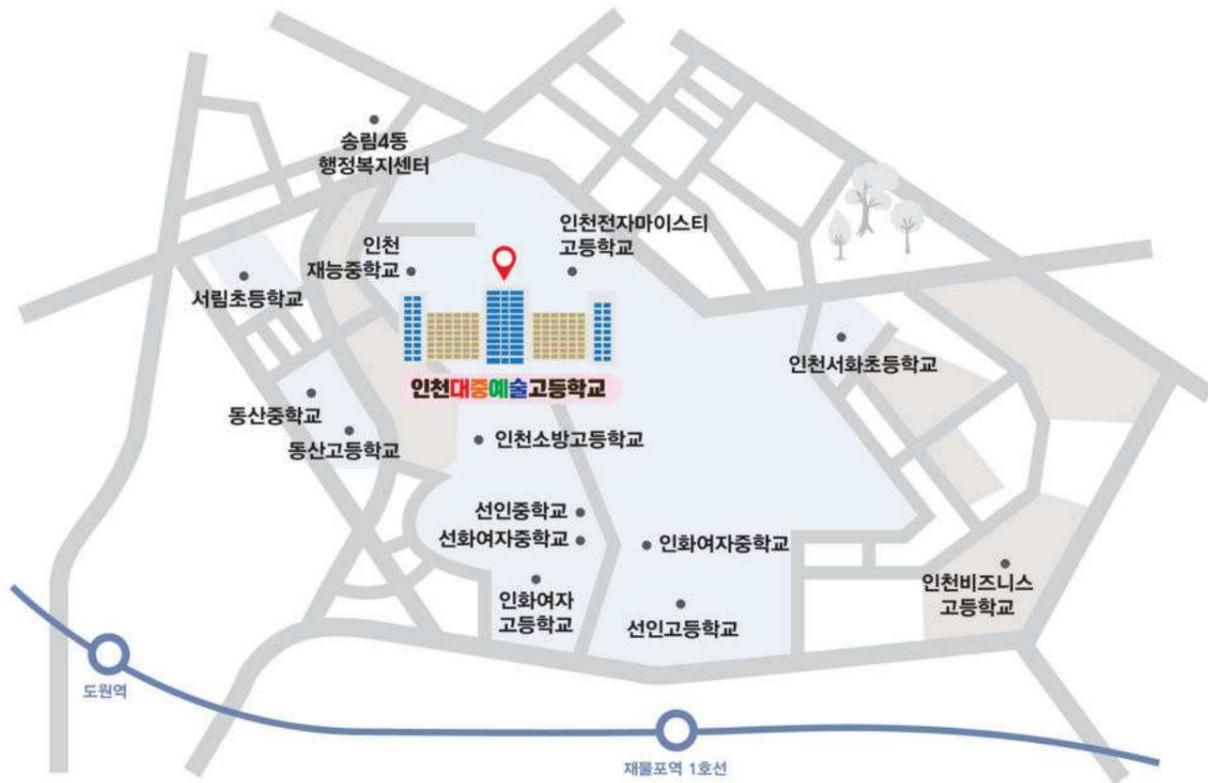 송림4동
행정복지센터
인천전자마이스티
고등학교
인천
재능중학교
서림초등학교
인천서화초등학교
인천대중예술고등학교
동산중학교
동산고등학교
인천소방고등학교
선인중학교
선화여자중학교
인화여자중학교
인천비즈니스
고등학교
인화여자
고등학교
선인고등학교
도원역
재물포역 1호선